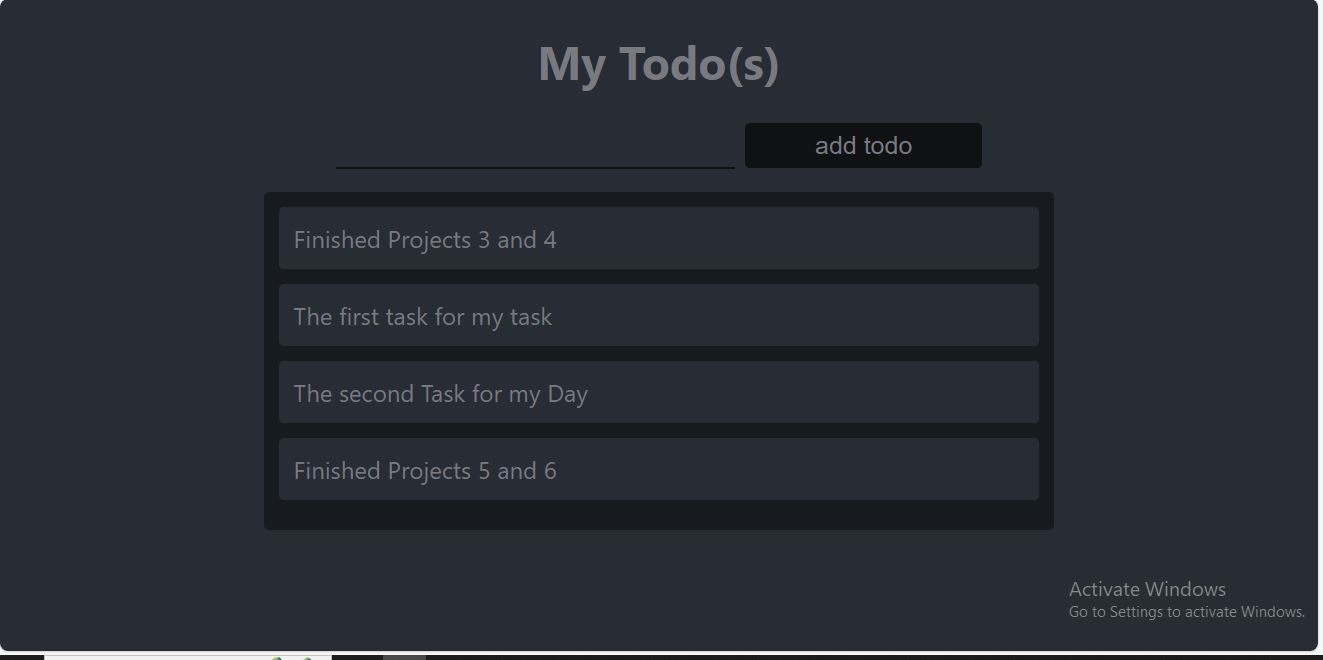 My Todo(s)
add todo
Finished Projects 3 and 4
The first task for my task
The second Task for my Day
Finished Projects 5 and 6
Activate Windows
Go to Settings to activate Windows.